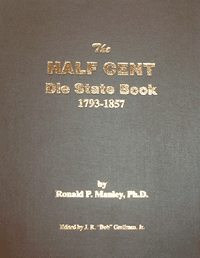 The
HALF CENT
Die State Book
1793-1857
by
Ronald P. Manley, Ph.D.
Edited by J. R. "Bob" Grellman, Jr.